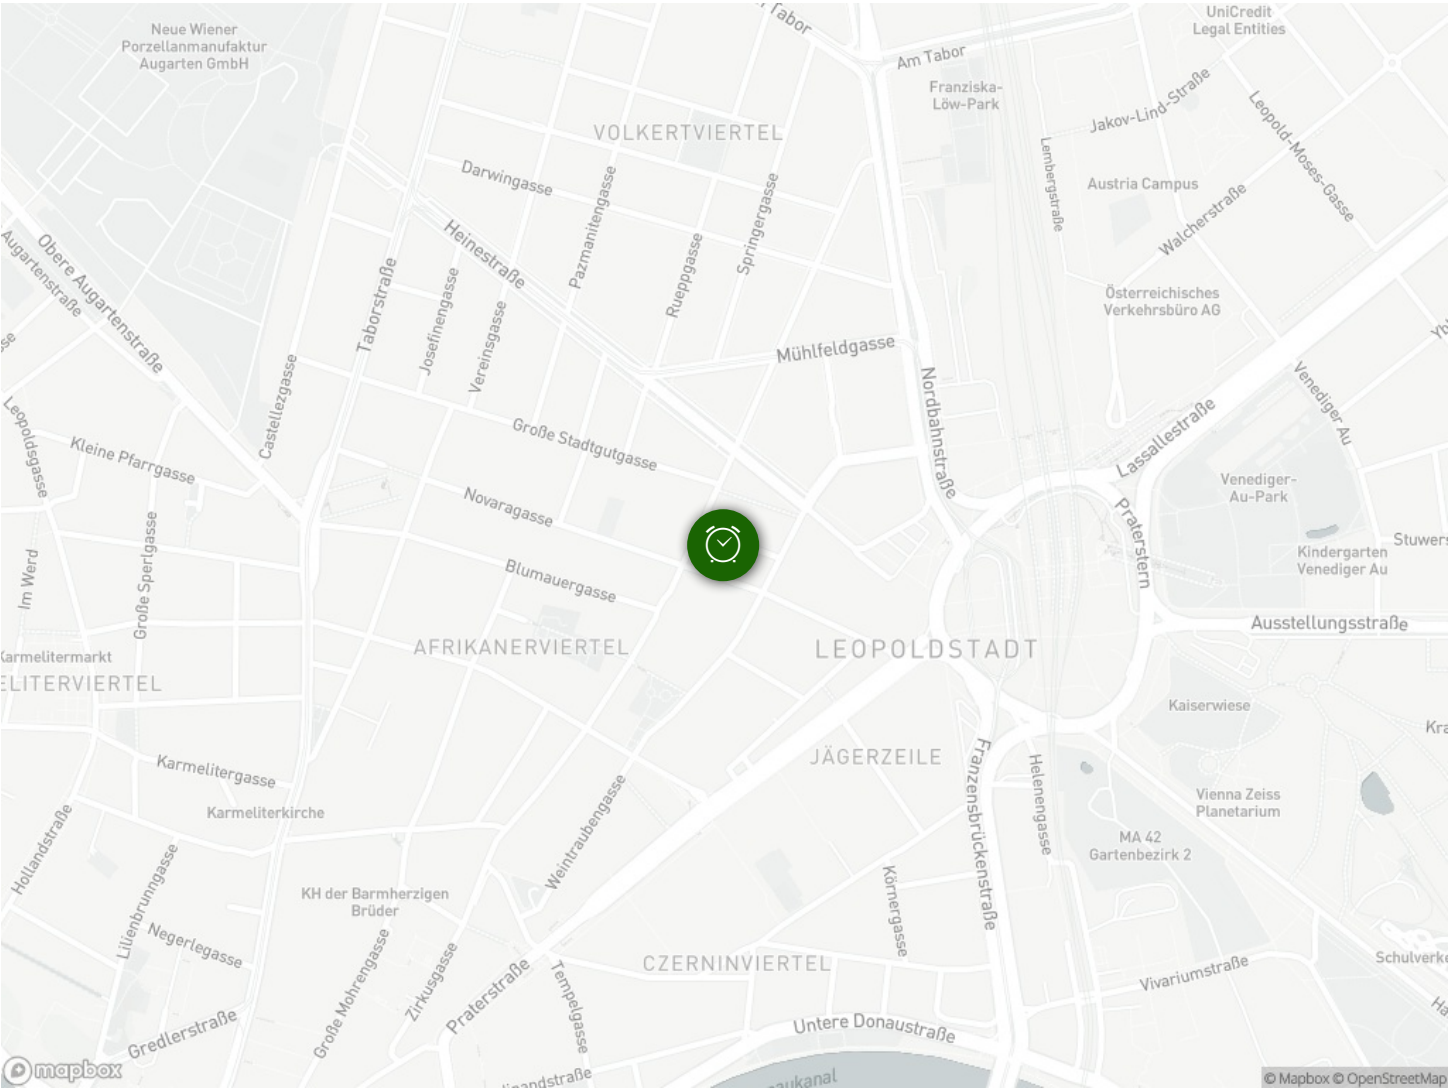 Neue Wiener
Porzellanmanufaktur
Augarten GmbH
Tabor
UniCredit
Legal Entities
Am Tabor
Franziska-
Löw-Park
Jakov-Lind-Straße
Leopold-Moses-Gasse
VOLKERTVIERTEL
Lembergstraße
Darwingasse
Pazmanitengasse
Springergasse
Austria Campus
Walcherstraße
Obere Augartenstraße
Augartenstraße
Heinestraße
Rueppgasse
Taborstraße
Josefinengasse
Vereinsgasse
Österreichisches
Verkehrsbüro AG
Mühlfeldgasse
Nordbahnstraße
Venediger Au
Lassallestraße
Castellezgasse
Leopoldsgasse
Kleine Pfarrgasse
Große Stadtgutgasse
Novaragasse
Venediger-
Au-Park
Praterstern
Große Sperlgasse
Im Werd
Blumauergasse
Kindergarten
Venediger Au
Stuwers
Ausstellungsstraße
AFRIKANERVIERTEL
LEOPOLDSTADT
Karmelitermarkt
ELITERVIERTEL
Kaiserwiese
Kra
JÄGERZEILE
Franzensbrückenstraße
Helenengasse
Karmelitergasse
Karmeliterkirche
Weintraubengasse
Vienna Zeiss
Planetarium
MA 42
Gartenbezirk 2
Hollandstraße
Lilienbrunngasse
KH der Barmherzigen
Brüder
Körnergasse
Negerlegasse
Große Mohrengasse
Zirkusgasse
Praterstraße
Tempelgasse
CZERNINVIERTEL
Vivariumstraße
Schulverke
Ha
Gredlerstraße
Untere Donaustraße
dinandstraße
aukanal
mapbox
© Mapbox © OpenStreetMap